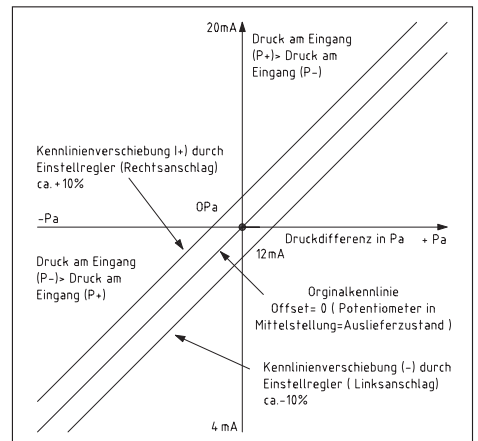 20mA
Druck am Eingang
(P+)> Druck am
Eingang (P-)
Kennlinienverschiebung (+) durch
Einstellregler (Rechtsanschlag)
ca.+10%
0Pa
-Pa
Druckdifferenz in Pa
+ Pa
12mA
Druck am Eingang
(P-)> Druck am
Eingang (P+)
Orginalkennlinie
Offset= 0 ( Potentiometer in
Mittelstellung=Auslieferzustand )
Kennlinienverschiebung (-) durch
Einstellregler ( Linksanschlag)
ca.-10%
4mA